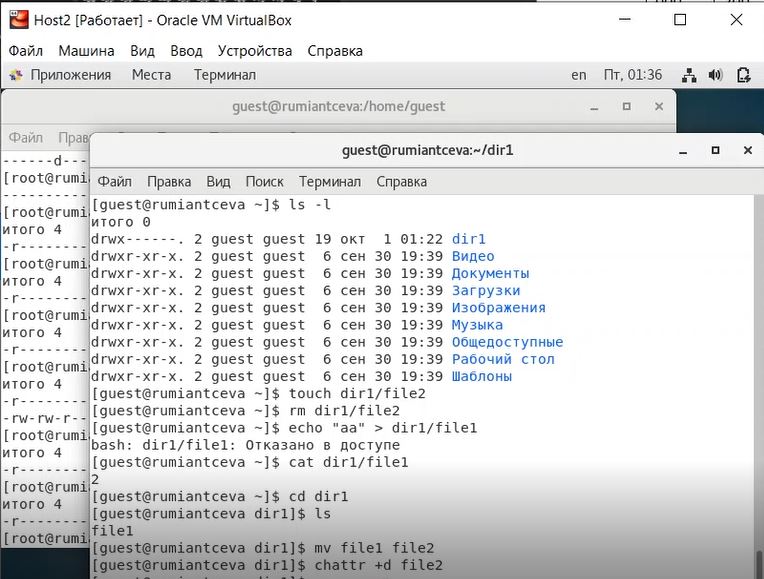 Host2 [Работает] - Oracle VM VirtualBox
Файл Машина Вид Ввод Устройства Справка
Приложения Места Терминал en Пт, 01:36
guest@rumiantceva:/home/guest
Файл Прав
------d---
[root@rumi
----------
[root@rumi
итого 4
-r--------
[root@rumi
итого 4
-r--------
[root@rumi
итого 4
-r--------
[root@rumi
итого 4
-r--------
-rw-rw-r--
[root@rumi
итого 4
-r--------
[root@rumi
итого 4
-r--------
[root@rumi
guest@rumiantceva:~/dir1
Файл Правка Вид Поиск Терминал Справка
[guest@rumiantceva ~]$ ls -l
итого 0
drwx------. 2 guest guest 19 окт  1 01:22 dir1
drwxr-xr-x. 2 guest guest  6 сен 30 19:39 Видео
drwxr-xr-x. 2 guest guest  6 сен 30 19:39 Документы
drwxr-xr-x. 2 guest guest  6 сен 30 19:39 Загрузки
drwxr-xr-x. 2 guest guest  6 сен 30 19:39 Изображения
drwxr-xr-x. 2 guest guest  6 сен 30 19:39 Музыка
drwxr-xr-x. 2 guest guest  6 сен 30 19:39 Общедоступные
drwxr-xr-x. 2 guest guest  6 сен 30 19:39 Рабочий стол
drwxr-xr-x. 2 guest guest  6 сен 30 19:39 Шаблоны
[guest@rumiantceva ~]$ touch dir1/file2
[guest@rumiantceva ~]$ rm dir1/file2
[guest@rumiantceva ~]$ echo "aa" > dir1/file1
bash: dir1/file1: Отказано в доступе
[guest@rumiantceva ~]$ cat dir1/file1
2
[guest@rumiantceva ~]$ cd dir1
[guest@rumiantceva dir1]$ ls
file1
[guest@rumiantceva dir1]$ mv file1 file2
[guest@rumiantceva dir1]$ chattr +d file2